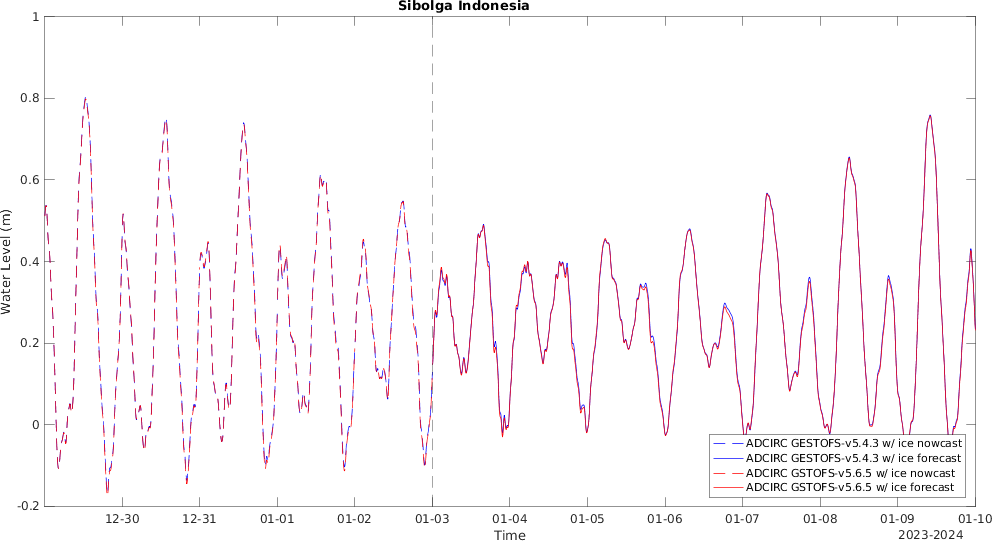 Sibolga Indonesia
Water Level (m)
1
0.8
0.6
0.4
0.2
0
-0.2
12-30
12-31
01-01
01-02
01-03
01-04
01-05
01-06
01-07
01-08
01-09
01-10
Time
2023-2024
ADCIRC GESTOFS-v5.4.3 w/ ice nowcast
ADCIRC GESTOFS-v5.4.3 w/ ice forecast
ADCIRC GSTOFS-v5.6.5 w/ ice nowcast
ADCIRC GSTOFS-v5.6.5 w/ ice forecast